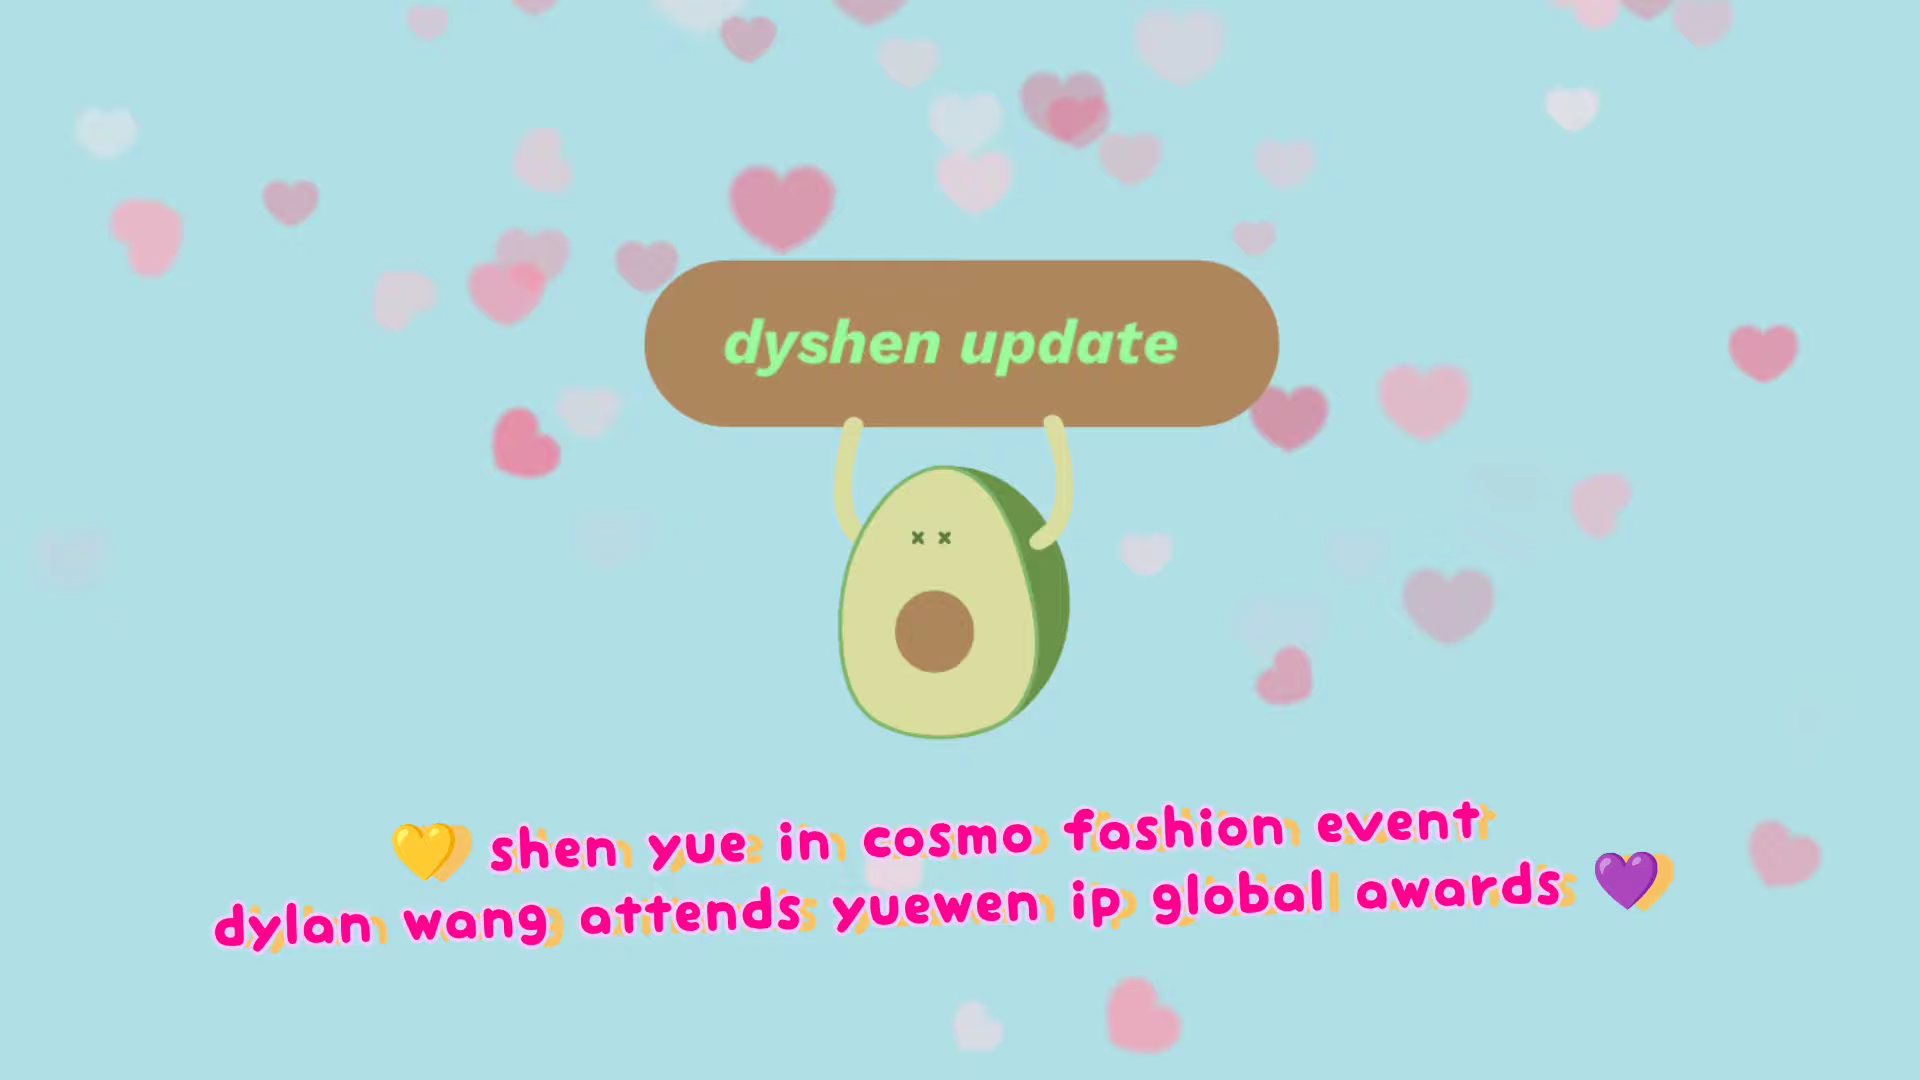 dyshen update
💛 shen yue in cosmo fashion event
dylan wang attends yuewen ip global awards 💜